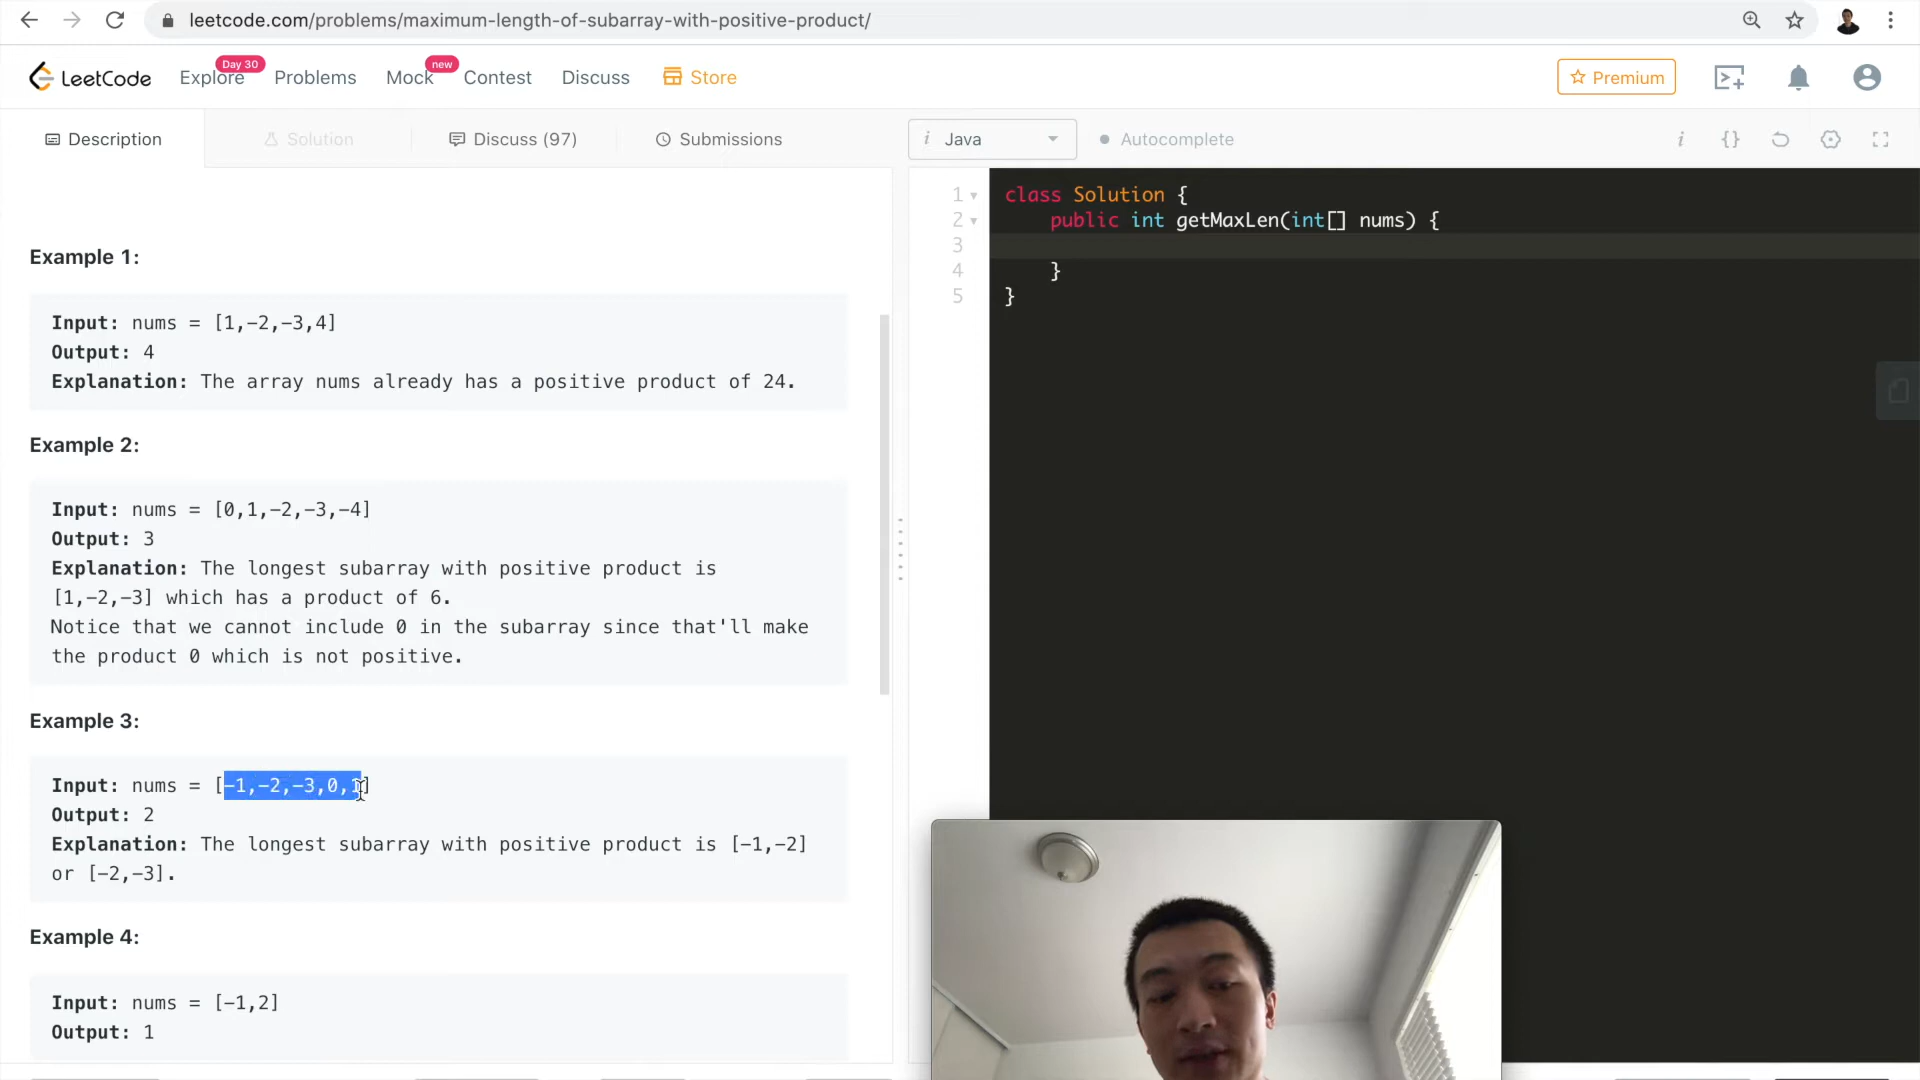 leetcode.com/problems/maximum-length-of-subarray-with-positive-product/
LeetCode
Explore
Day 30
Problems
Mock
new
Contest
Discuss
Store
Premium
Description
Solution
Discuss (97)
Submissions
i Java
Autocomplete
i {}
Example 1:
Input: nums = [1,-2,-3,4]
Output: 4
Explanation: The array nums already has a positive product of 24.
Example 2:
Input: nums = [0,1,-2,-3,-4]
Output: 3
Explanation: The longest subarray with positive product is
[1,-2,-3] which has a product of 6.
Notice that we cannot include 0 in the subarray since that'll make
the product 0 which is not positive.
Example 3:
Input: nums = [-1,-2,-3,0,1]
Output: 2
Explanation: The longest subarray with positive product is [-1,-2]
or [-2,-3].
Example 4:
Input: nums = [-1,2]
Output: 1
1 class Solution {
2 public int getMaxLen(int[] nums) {
3
4 }
5 }